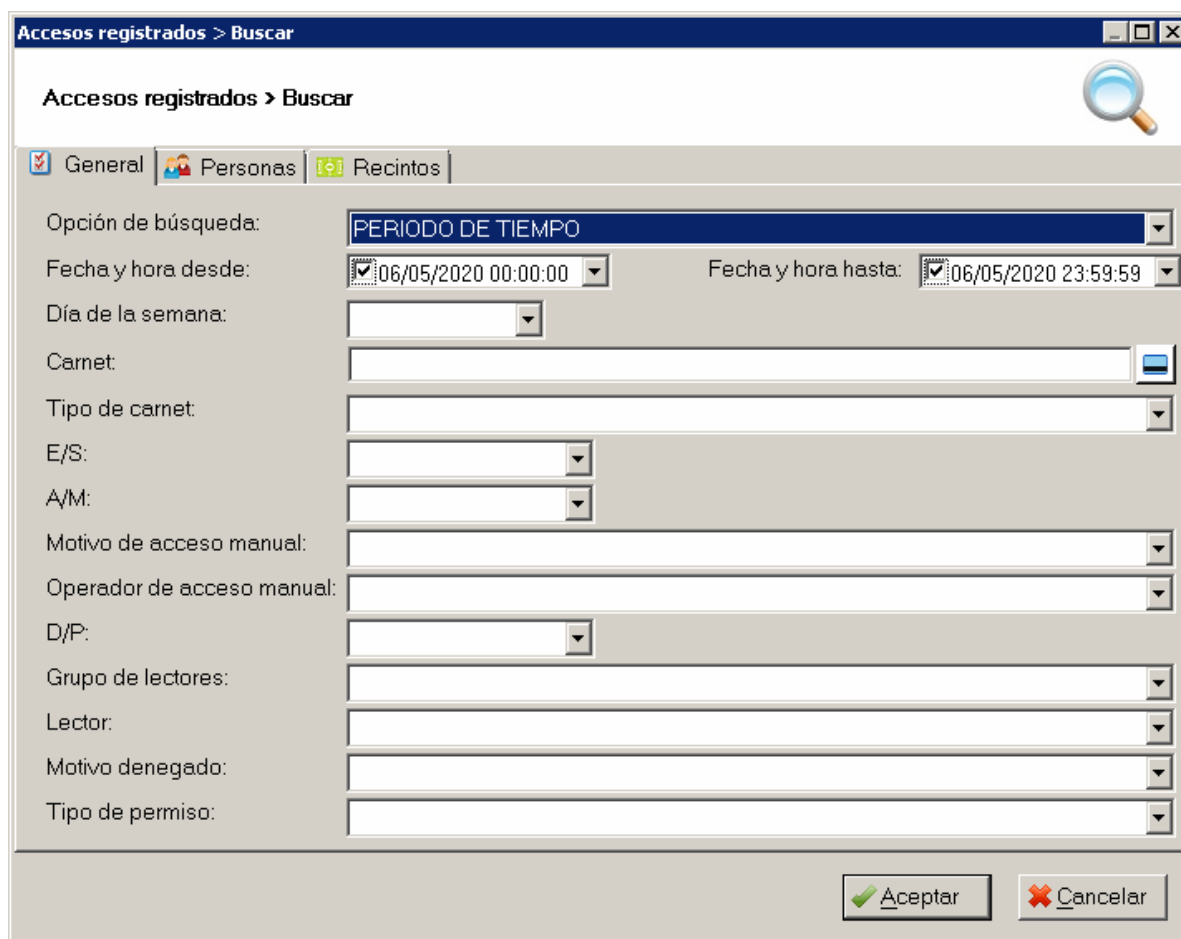 Accesos registrados > Buscar
Accesos registrados > Buscar
General Personas Recintos
Opción de búsqueda: PERIODO DE TIEMPO
Fecha y hora desde: 06/05/2020 00:00:00 Fecha y hora hasta: 06/05/2020 23:59:59
Día de la semana:
Carnet:
Tipo de carnet:
E/S:
A/M:
Motivo de acceso manual:
Operador de acceso manual:
D/P:
Grupo de lectores:
Lector:
Motivo denegado:
Tipo de permiso:
Aceptar Cancelar